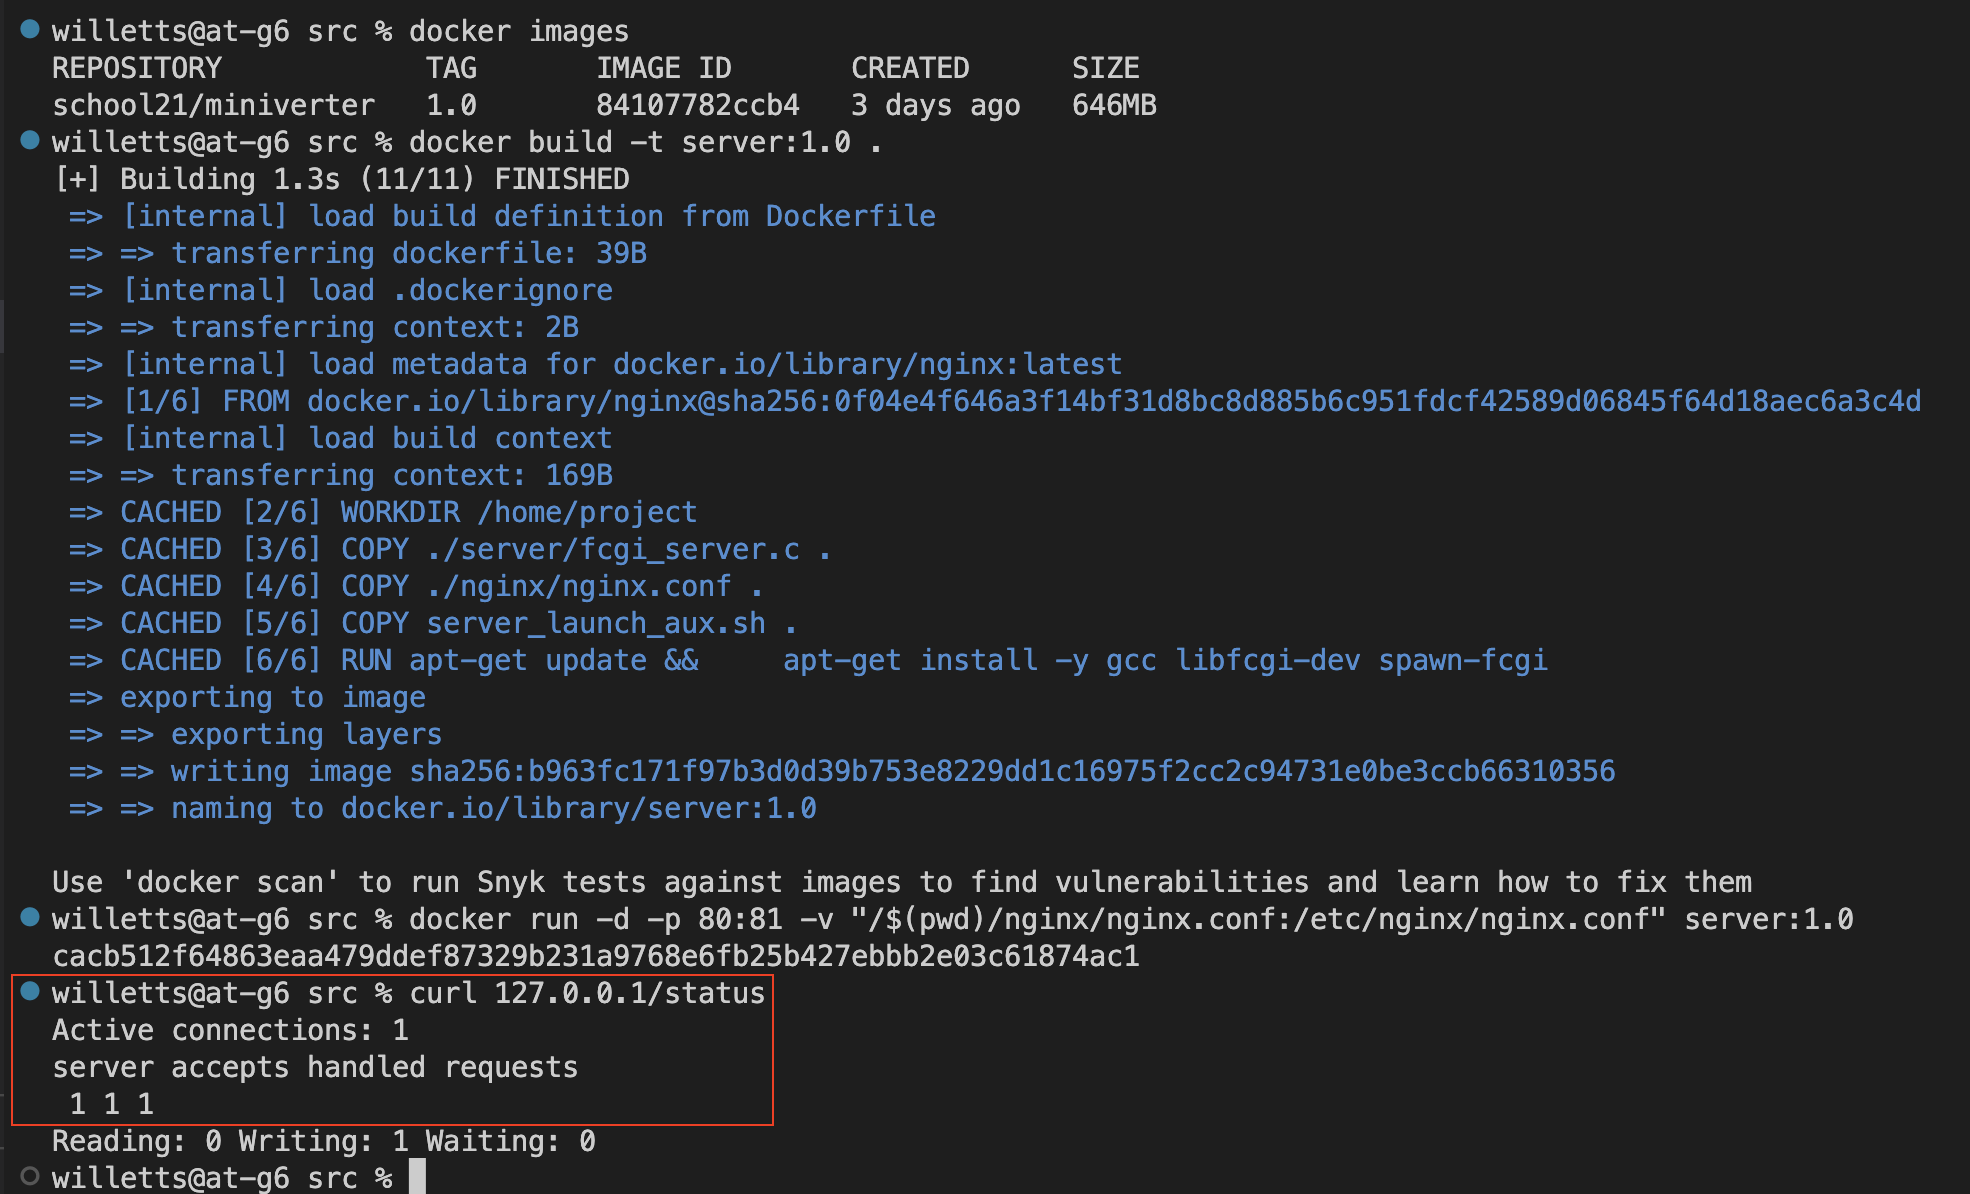 willetts@at-g6 src % docker images
REPOSITORY            TAG       IMAGE ID       CREATED      SIZE
school21/miniverter   1.0       84107782ccb4   3 days ago   646MB
willetts@at-g6 src % docker build -t server:1.0 .
[+] Building 1.3s (11/11) FINISHED
 => [internal] load build definition from Dockerfile
 => => transferring dockerfile: 39B
 => [internal] load .dockerignore
 => => transferring context: 2B
 => [internal] load metadata for docker.io/library/nginx:latest
 => [1/6] FROM docker.io/library/nginx@sha256:0f04e4f646a3f14bf31d8bc8d885b6c951fdcf42589d06845f64d18aec6a3c4d
 => [internal] load build context
 => => transferring context: 169B
 => CACHED [2/6] WORKDIR /home/project
 => CACHED [3/6] COPY ./server/fcgi_server.c .
 => CACHED [4/6] COPY ./nginx/nginx.conf .
 => CACHED [5/6] COPY server_launch_aux.sh .
 => CACHED [6/6] RUN apt-get update &&     apt-get install -y gcc libfcgi-dev spawn-fcgi
 => exporting to image
 => => exporting layers
 => => writing image sha256:b963fc171f97b3d0d39b753e8229dd1c16975f2cc2c94731e0be3ccb66310356
 => => naming to docker.io/library/server:1.0
Use 'docker scan' to run Snyk tests against images to find vulnerabilities and learn how to fix them
willetts@at-g6 src % docker run -d -p 80:81 -v "/$(pwd)/nginx/nginx.conf:/etc/nginx/nginx.conf" server:1.0
cacb512f64863eaa479ddef87329b231a9768e6fb25b427ebbb2e03c61874ac1
willetts@at-g6 src % curl 127.0.0.1/status
Active connections: 1
server accepts handled requests
 1 1 1
Reading: 0 Writing: 1 Waiting: 0
willetts@at-g6 src %